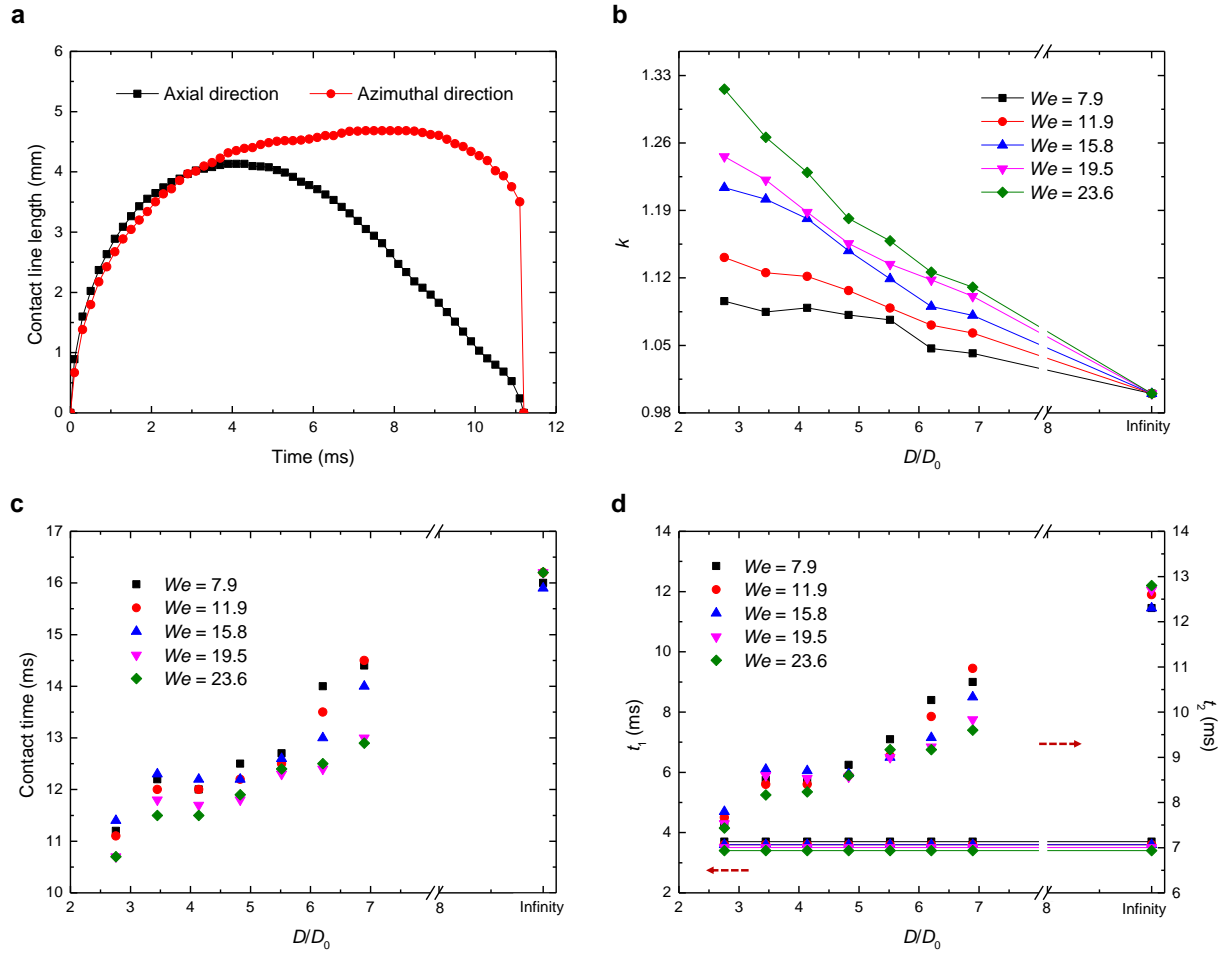 a
6
5
4
3
2
1
0
Contact line length (mm)
Axial direction
Azimuthal direction
0
2
4
6
8
10
12
Time (ms)
b
1.33
1.26
1.19
1.12
1.05
0.98
k
We = 7.9
We = 11.9
We = 15.8
We = 19.5
We = 23.6
2
3
4
5
6
7
8
Infinity
D/D0
c
17
16
15
14
13
12
11
10
Contact time (ms)
We = 7.9
We = 11.9
We = 15.8
We = 19.5
We = 23.6
2
3
4
5
6
7
8
Infinity
D/D0
d
14
12
10
8
6
4
2
t1 (ms)
We = 7.9
We = 11.9
We = 15.8
We = 19.5
We = 23.6
14
13
12
11
10
9
8
7
6
t2 (ms)
2
3
4
5
6
7
8
Infinity
D/D0